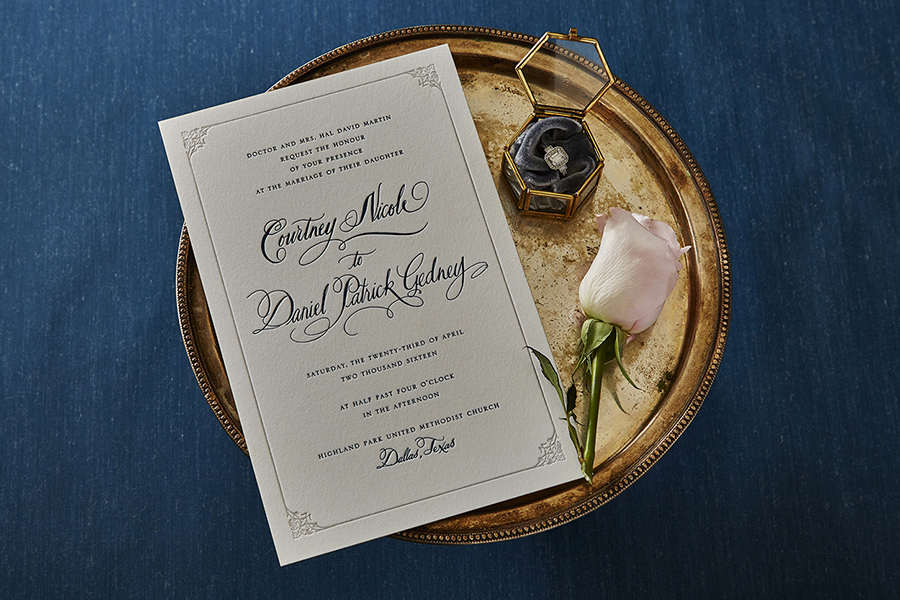 DOCTOR AND MRS. HAL DAVID MARTIN
REQUEST THE HONOUR
OF YOUR PRESENCE
AT THE MARRIAGE OF THEIR DAUGHTER
Courtney Nicole
to
Daniel Patrick Gedney
SATURDAY, THE TWENTY-THIRD OF APRIL
TWO THOUSAND SIXTEEN
AT HALF PAST FOUR O'CLOCK
IN THE AFTERNOON
HIGHLAND PARK UNITED METHODIST CHURCH
Dallas, Texas